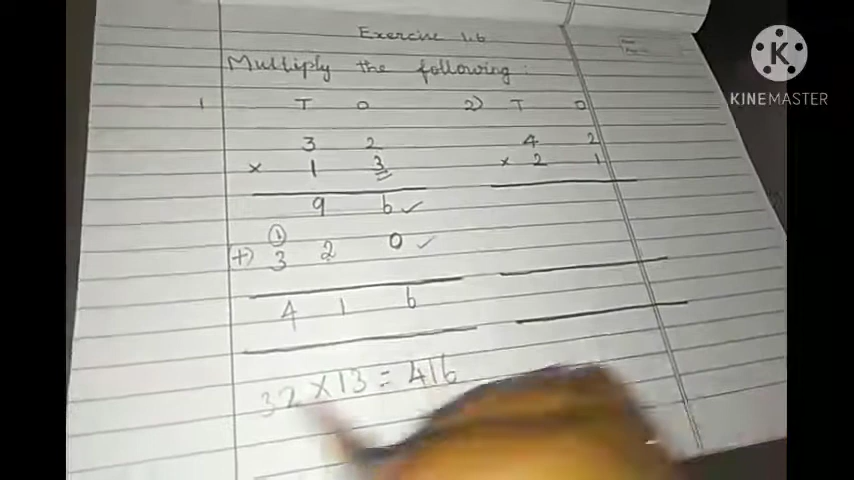 Exercise 1.6
Multiply the following:
1 T O
3 2
× 1 3
9 6 ✓
1
(+) 3 2 0 ✓
4 1 6
32 × 13 = 416
2) T O
4 2
× 2 1
KINEMASTER